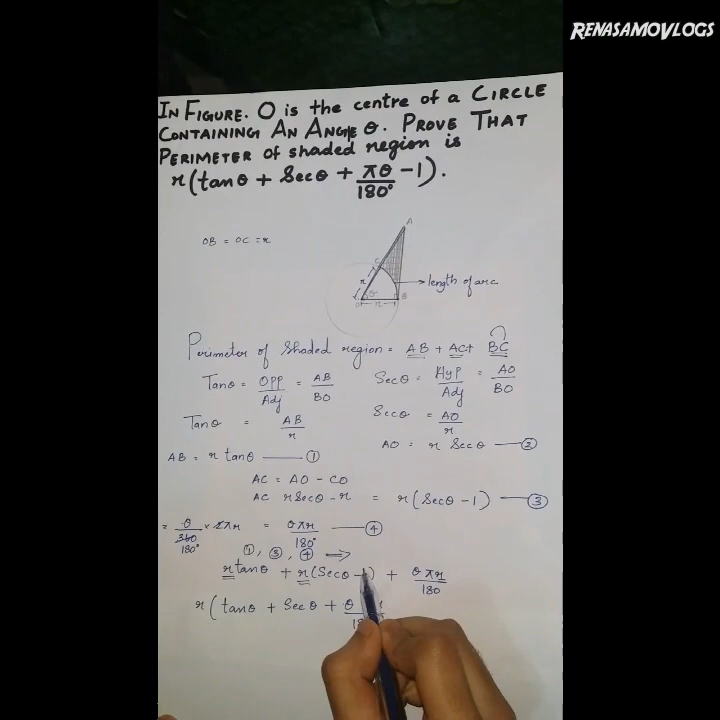 RENASAMOVLOGS
IN FIGURE. O is the centre of a CIRCLE
CONTAINING AN ANGLE θ. PROVE THAT
PERIMETER of shaded region is
r(tanθ + Secθ + πθ/180° - 1).
OB = OC = r
A
C
r
θ
O
r
B
length of arc
Perimeter of Shaded region = AB + AC + BC
Tanθ = OPP/Adj = AB/BO
Secθ = Hyp/Adj = AO/BO
Tanθ = AB/r
Secθ = AO/r
AB = r tanθ ——①
AO = r Secθ ——②
AC = AO - CO
AC rSecθ - r = r(Secθ - 1) ——③
= θ/360 × 2πr = θπr/180° ——④
180°
①, ③, ④ ⟹
rtanθ + r(Secθ - 1) + θπr/180
r(tanθ + Secθ + θ